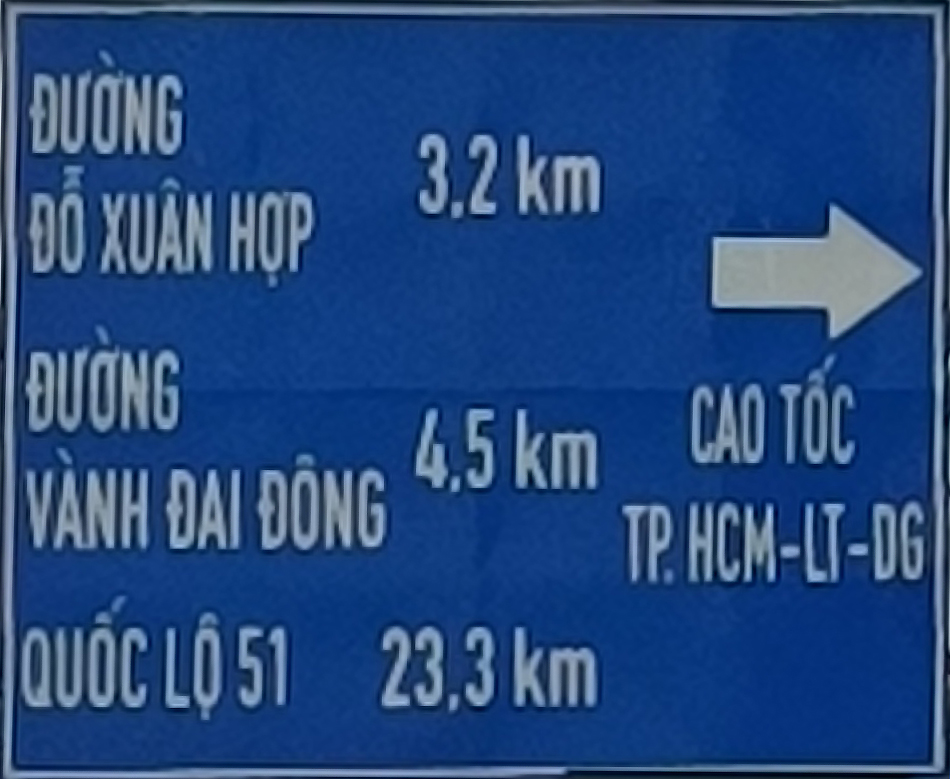 ĐƯỜNG
ĐỖ XUÂN HỢP 3,2 km
ĐƯỜNG
VÀNH ĐAI ĐÔNG 4,5 km
QUỐC LỘ 51 23,3 km
CAO TỐC
TP. HCM-LT-DG